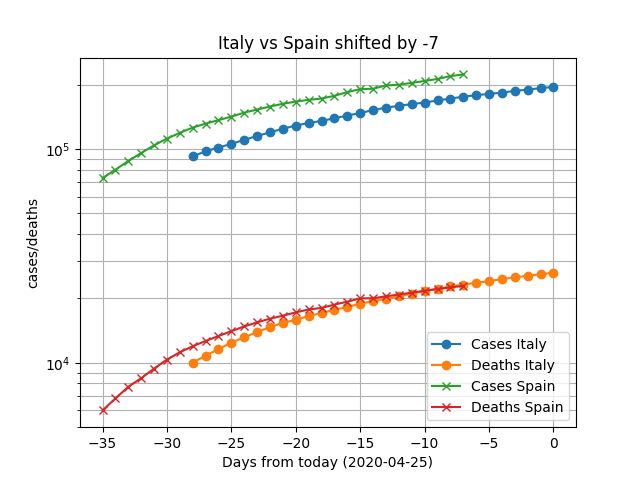 Italy vs Spain shifted by -7
cases/deaths
10^5
10^4
Cases Italy
Deaths Italy
Cases Spain
Deaths Spain
−35 −30 −25 −20 −15 −10 −5 0
Days from today (2020-04-25)